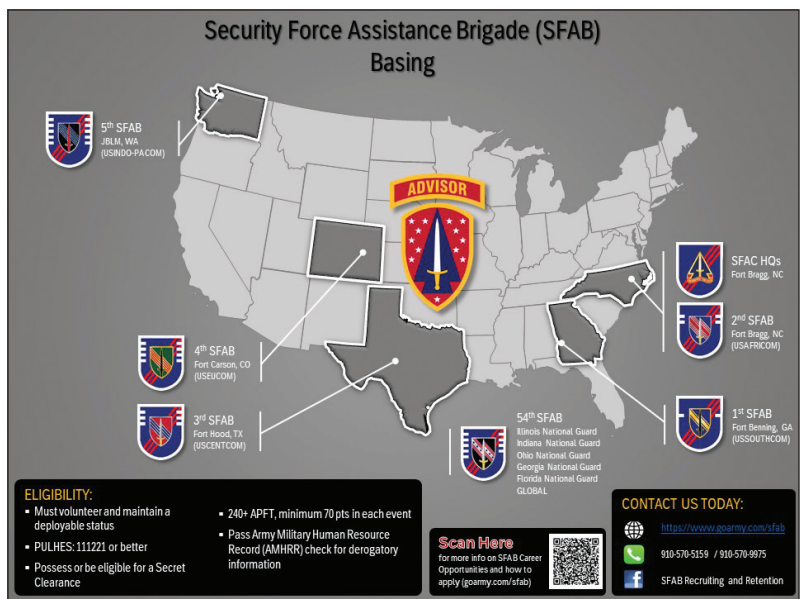 Security Force Assistance Brigade (SFAB)
Basing
5th SFAB
JBLM, WA
(USINDO-PACOM)
ADVISOR
SFAC HQs
Fort Bragg, NC
2nd SFAB
Fort Bragg, NC
(USAFRICOM)
4th SFAB
Fort Carson, CO
(USEUCOM)
3rd SFAB
Fort Hood, TX
(USCENTCOM)
54th SFAB
Illinois National Guard
Indiana National Guard
Ohio National Guard
Georgia National Guard
Florida National Guard
GLOBAL
1st SFAB
Fort Benning, GA
(USSOUTHCOM)
ELIGIBILITY:
▪ Must volunteer and maintain a
deployable status
▪ PULHES: 111221 or better
▪ Possess or be eligible for a Secret
Clearance
▪ 240+ APFT, minimum 70 pts in each event
▪ Pass Army Military Human Resource
Record (AMHRR) check for derogatory
information
Scan Here
for more info on SFAB Career
Opportunities and how to
apply (goarmy.com/sfab)
CONTACT US TODAY:
https://www.goarmy.com/sfab
910-570-5159 / 910-570-9975
SFAB Recruiting and Retention